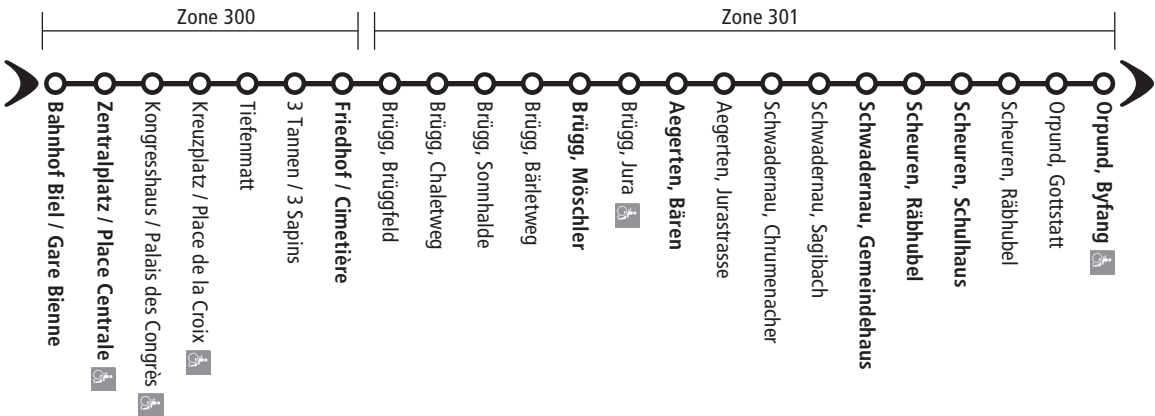 Zone 300
Zone 301
Bahnhof Biel / Gare Bienne
Zentralplatz / Place Centrale
Kongresshaus / Palais des Congrès
Kreuzplatz / Place de la Croix
Tiefenmatt
3 Tannen / 3 Sapins
Friedhof / Cimetière
Brügg, Brüggfeld
Brügg, Chaletweg
Brügg, Sonnhalde
Brügg, Bärletweg
Brügg, Möschler
Brügg, Jura
Aegerten, Bären
Aegerten, Jurastrasse
Schwadernau, Chrumenacher
Schwadernau, Sagibach
Schwadernau, Gemeindehaus
Scheuren, Räbhubel
Scheuren, Schulhaus
Scheuren, Räbhubel
Orpund, Gottstatt
Orpund, Byfang